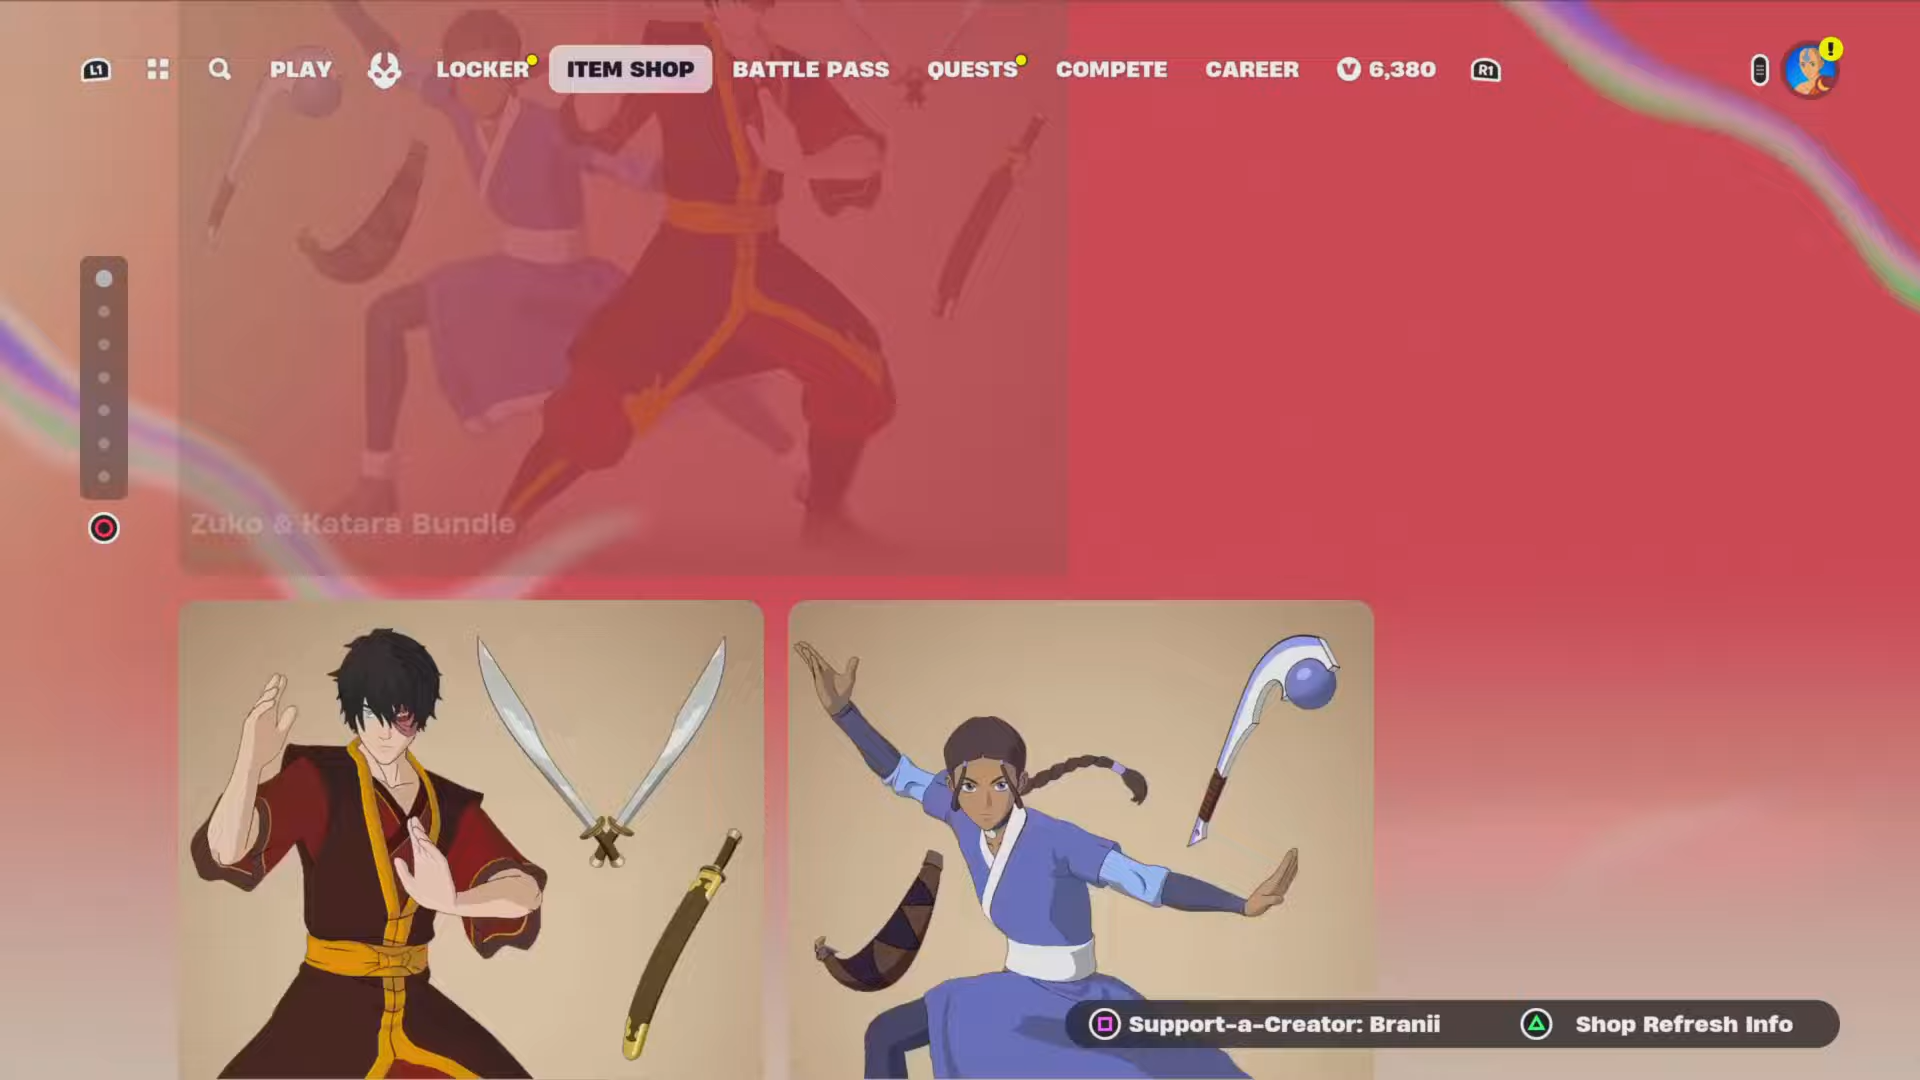 L1 PLAY LOCKER ITEM SHOP BATTLE PASS QUESTS COMPETE CAREER V 6,380 R1 !
Zuko & Katara Bundle
Support-a-Creator: Branii Shop Refresh Info